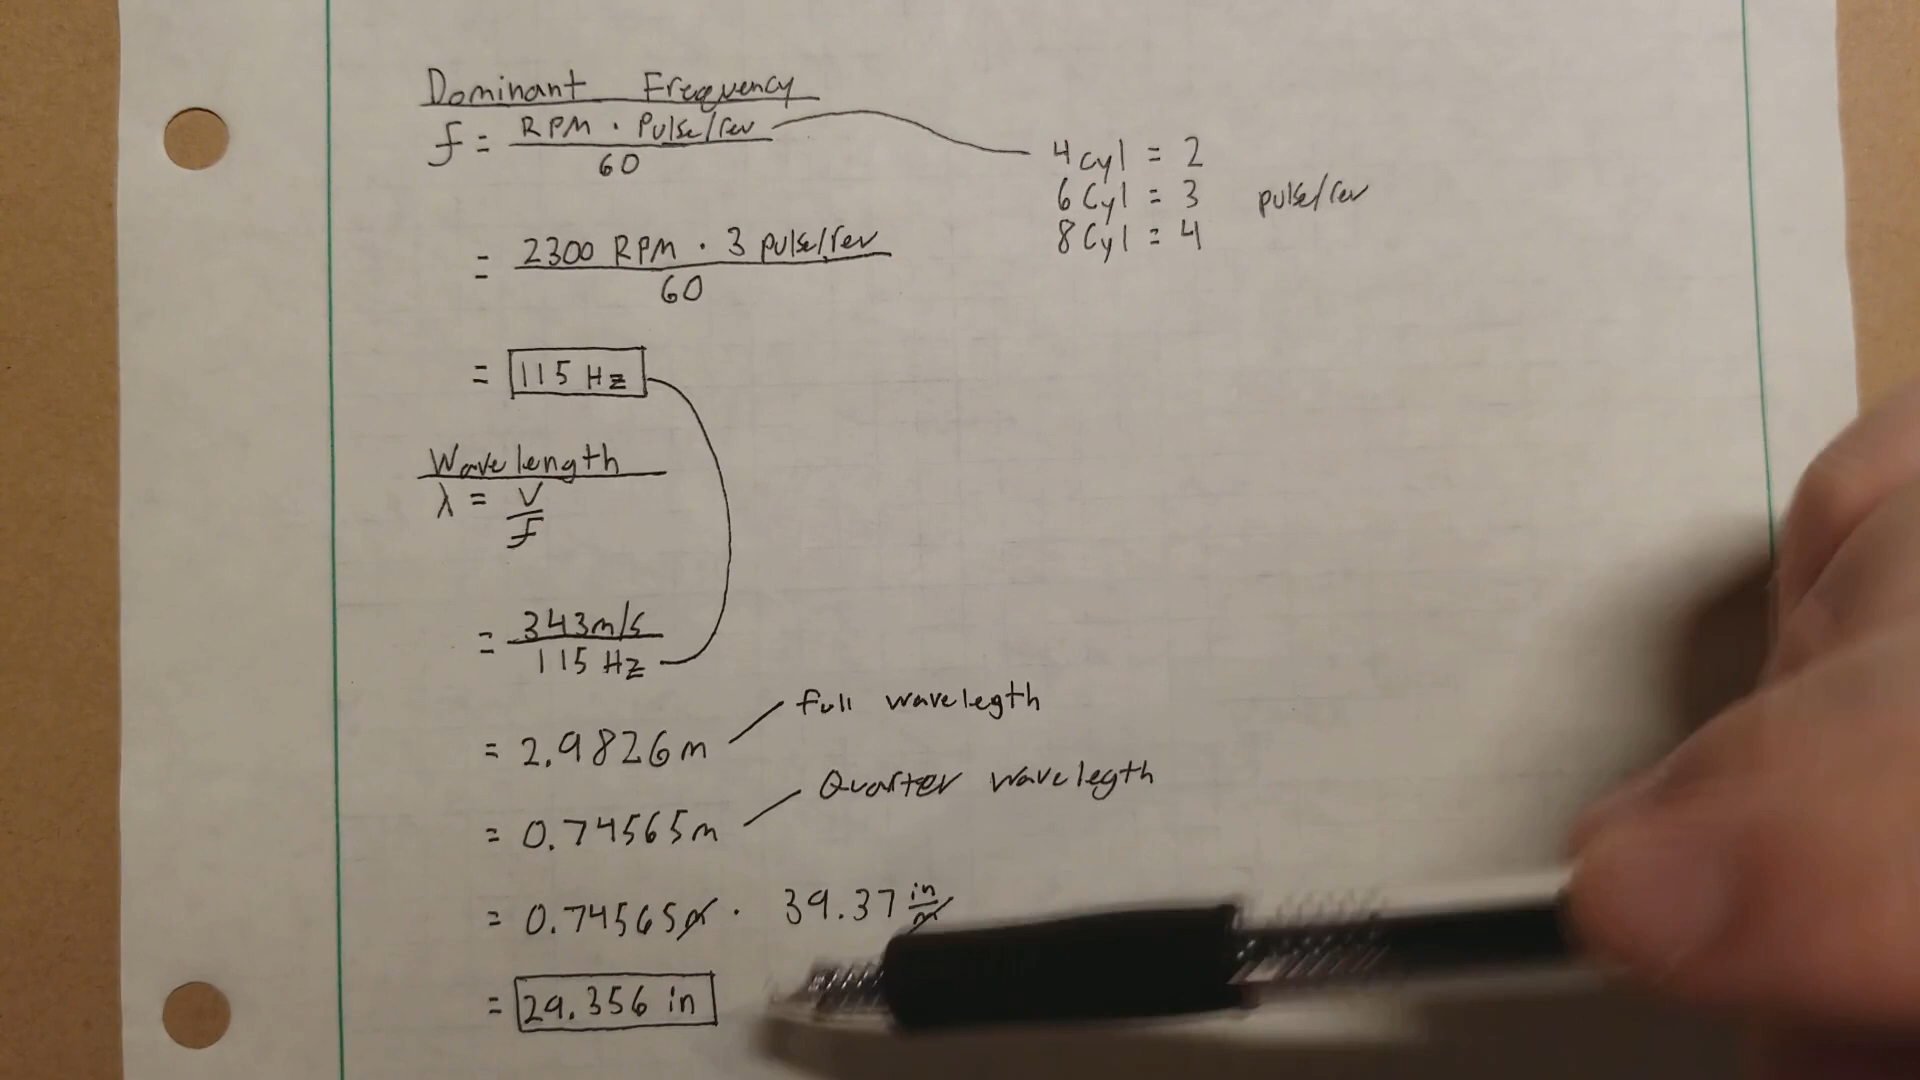 Dominant Frequency
f = RPM · Pulse/rev
60
4 cyl = 2
6 Cyl = 3 pulse/rev
8 Cyl = 4
= 2300 RPM · 3 pulse/rev
60
= 115 Hz
Wavelength
λ = V
f
= 343m/s
115 Hz
= 2.9826m full wavelegth
= 0.74565m Quarter wavelegth
= 0.74565m · 39.37 in/m
= 29.356 in